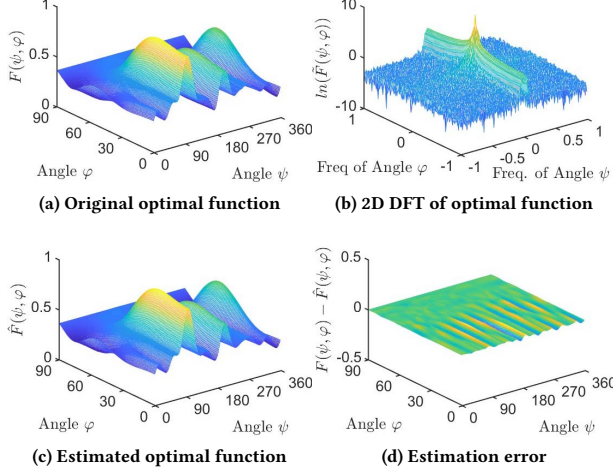 1
0.5
0
F(ψ, φ)
90
60
30
0
Angle φ
0
90
180
270
360
Angle ψ
(a) Original optimal function
10
0
-10
ln(F̃(ψ, φ))
1
0
-1
Freq of Angle φ
-1
-0.5
0
0.5
1
Freq. of Angle ψ
(b) 2D DFT of optimal function
1
0.5
0
F̂(ψ, φ)
90
60
30
0
Angle φ
0
90
180
270
360
Angle ψ
(c) Estimated optimal function
0.5
0
-0.5
F(ψ, φ) − F̂(ψ, φ)
90
60
30
0
Angle φ
0
90
180
270
360
Angle ψ
(d) Estimation error